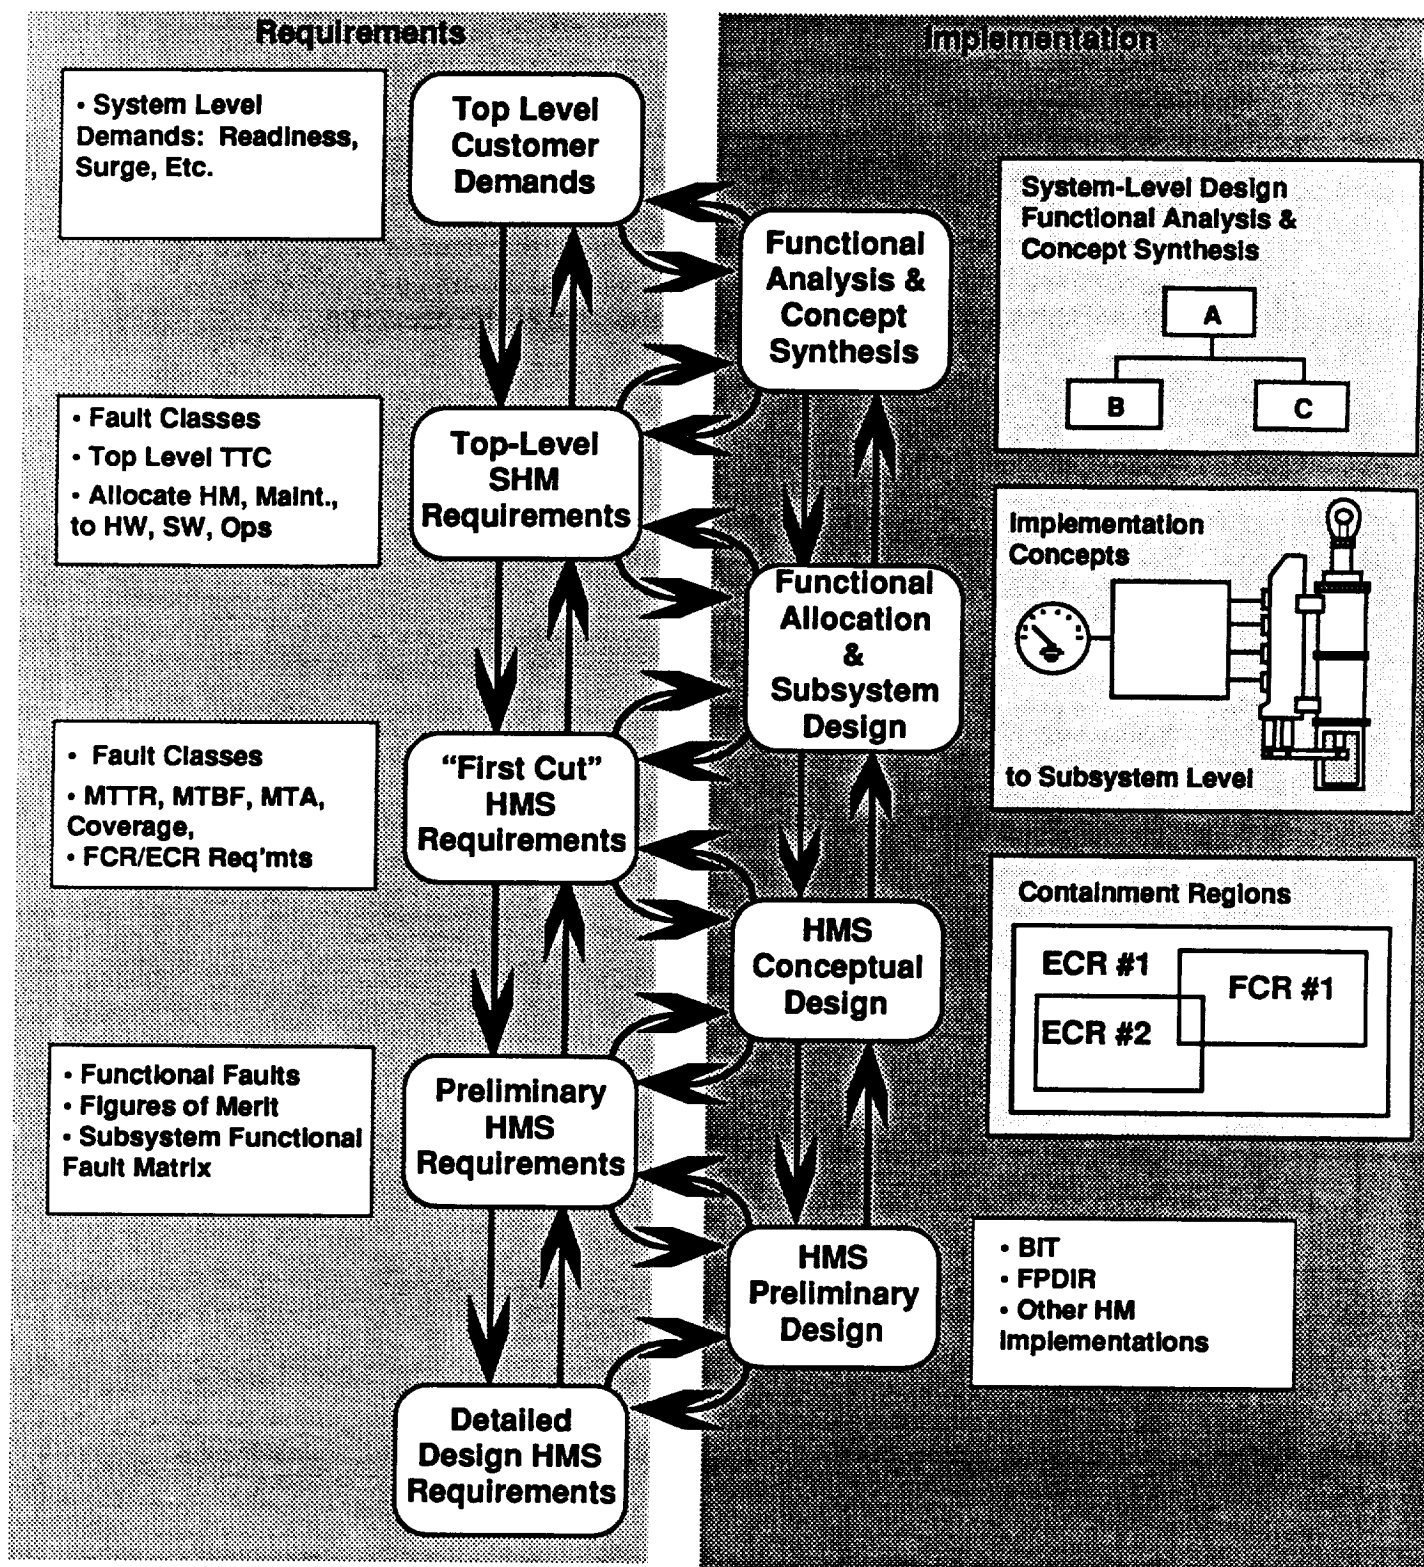 Requirements
Implementation
• System Level
Demands: Readiness,
Surge, Etc.
Top Level
Customer
Demands
Functional
Analysis &
Concept
Synthesis
System-Level Design
Functional Analysis &
Concept Synthesis
A
B
C
• Fault Classes
• Top Level TTC
• Allocate HM, Maint.,
to HW, SW, Ops
Top-Level
SHM
Requirements
Functional
Allocation
&
Subsystem
Design
Implementation
Concepts
to Subsystem Level
• Fault Classes
• MTTR, MTBF, MTA,
Coverage,
• FCR/ECR Req'mts
"First Cut"
HMS
Requirements
HMS
Conceptual
Design
Containment Regions
ECR #1
FCR #1
ECR #2
• Functional Faults
• Figures of Merit
• Subsystem Functional
Fault Matrix
Preliminary
HMS
Requirements
HMS
Preliminary
Design
• BIT
• FPDIR
• Other HM
Implementations
Detailed
Design HMS
Requirements